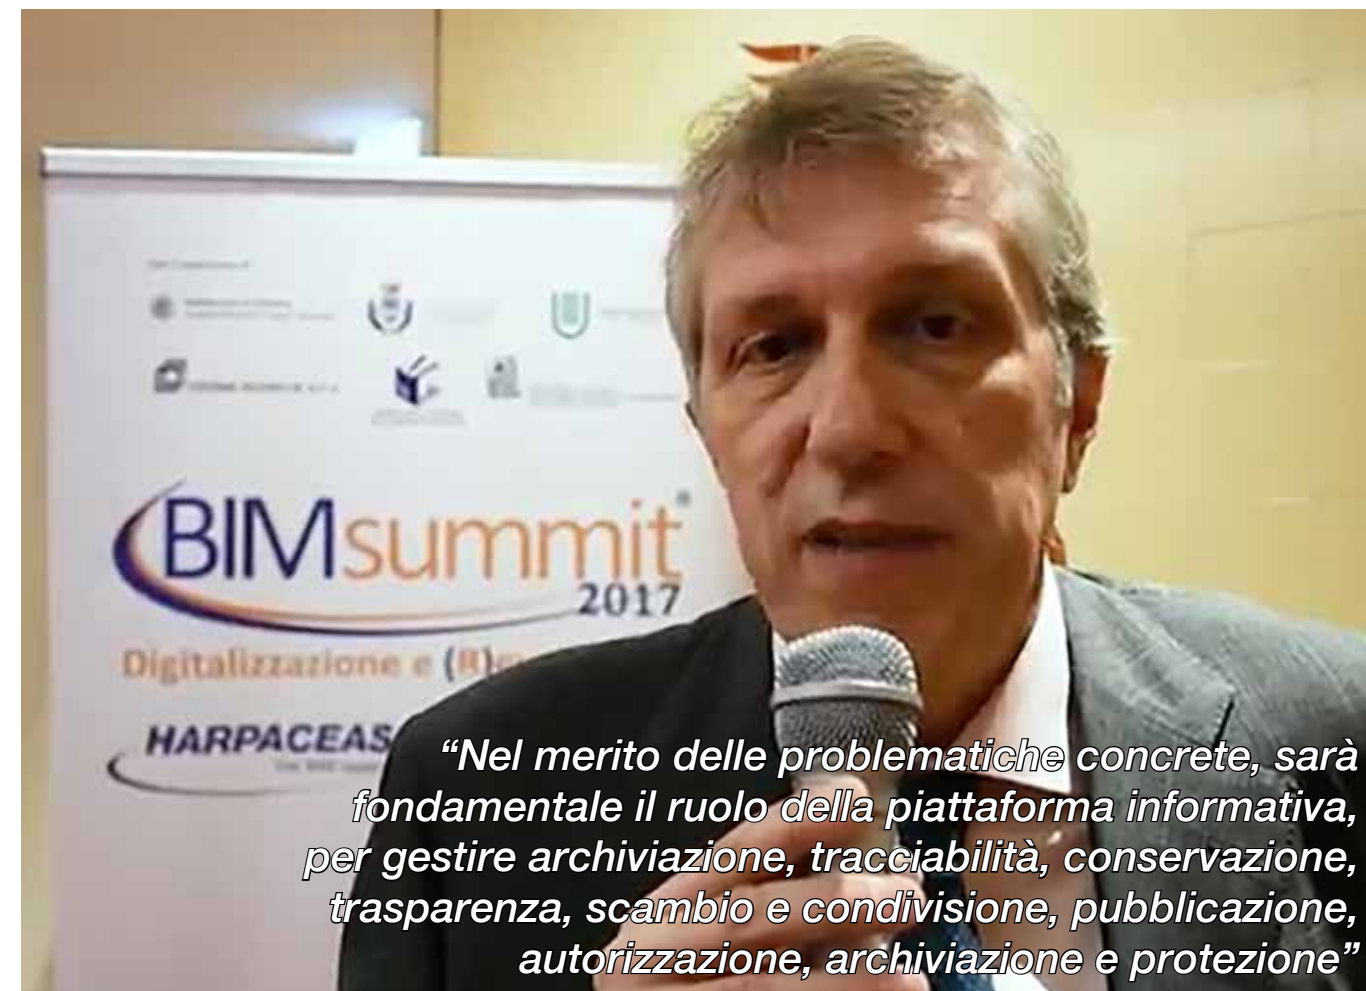 BIMsummit®
2017
Digitalizzazione e (R)
HARPACEAS
“Nel merito delle problematiche concrete, sarà
fondamentale il ruolo della piattaforma informativa,
per gestire archiviazione, tracciabilità, conservazione,
trasparenza, scambio e condivisione, pubblicazione,
autorizzazione, archiviazione e protezione”